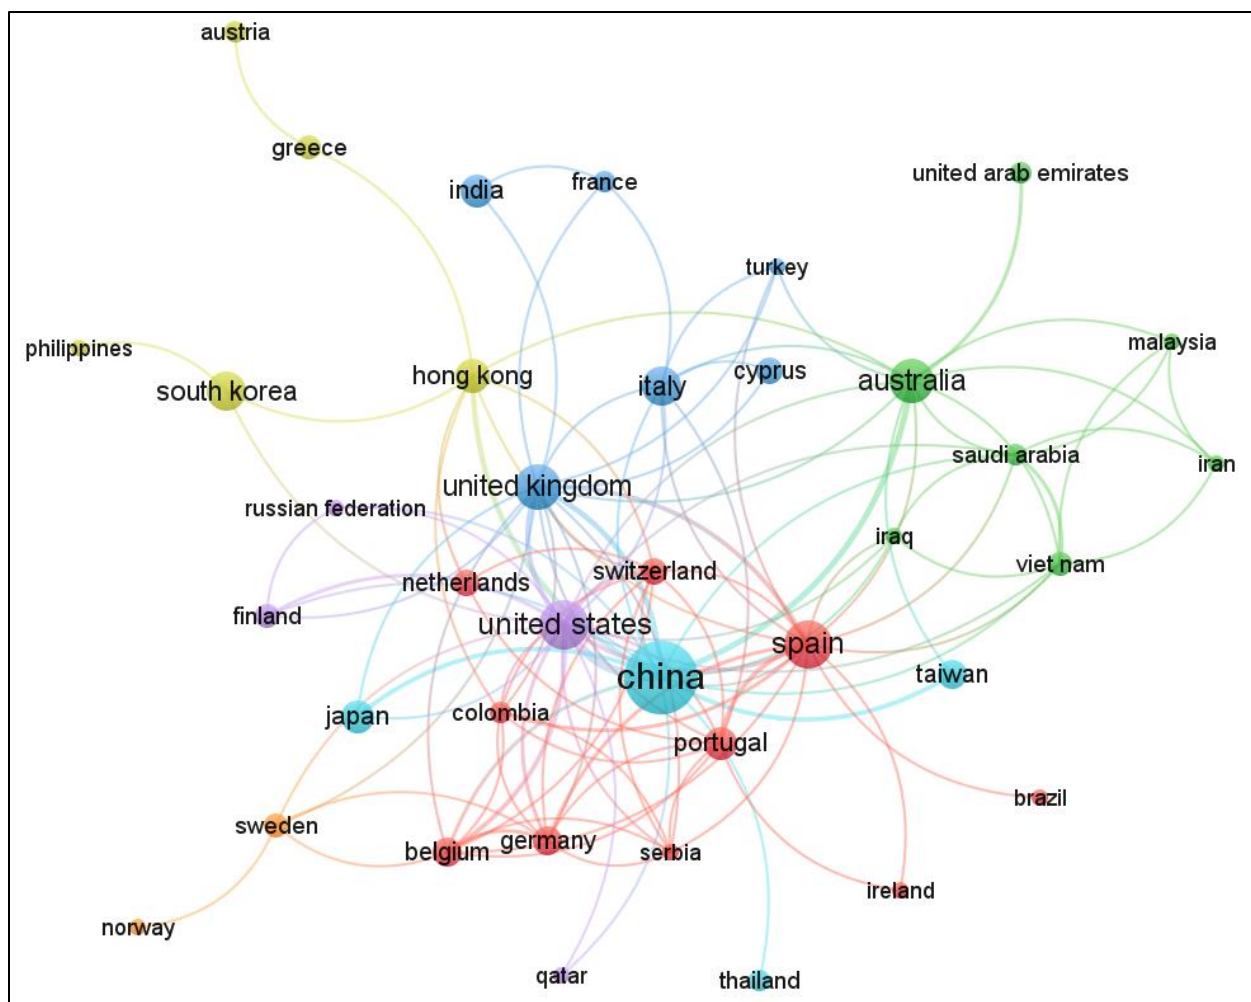 austria
greece
india
france
united arab emirates
turkey
philippines
south korea
hong kong
italy
cyprus
australia
malaysia
saudi arabia
iran
united kingdom
russian federation
iraq
viet nam
netherlands
switzerland
finland
united states
spain
china
taiwan
japan
colombia
portugal
brazil
sweden
belgium
germany
serbia
ireland
norway
qatar
thailand